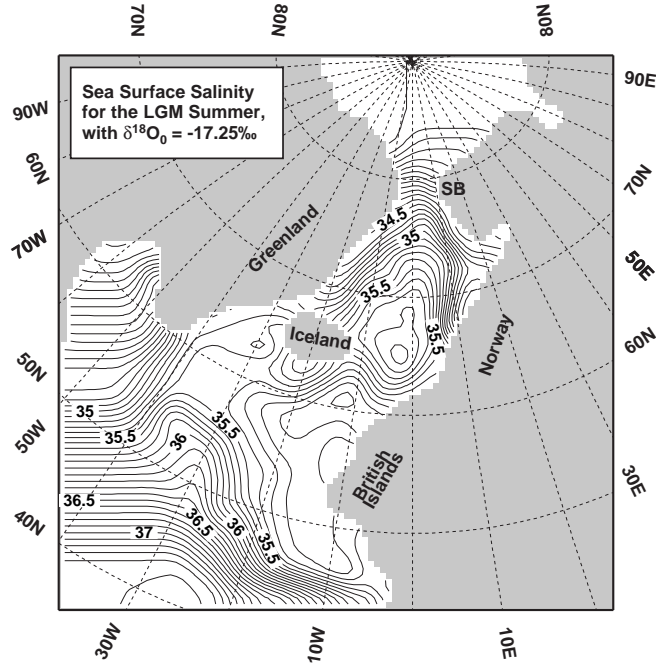 70N
80N
80N
90E
Sea Surface Salinity
for the LGM Summer,
with δ¹⁸O₀ = -17.25‰
90W
60N
70W
50N
50W
40N
30W
10W
10E
30E
60N
50E
70N
SB
Greenland
34.5
35
35.5
Iceland
35.5
Norway
35
35.5
36
35.5
British
Islands
36.5
37
36.5
36
35.5